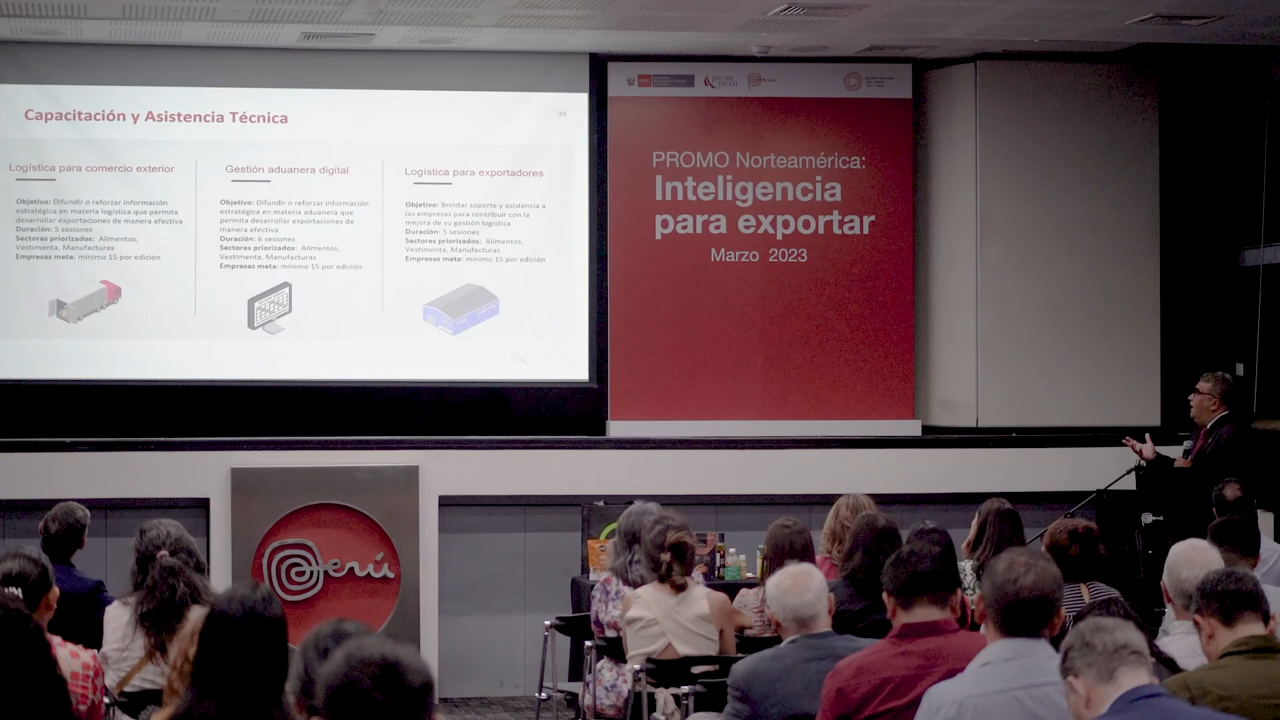 Capacitación y Asistencia Técnica
33
Logística para comercio exterior
Objetivo: Difundir o reforzar información
estratégica en materia logística que permita
desarrollar exportaciones de manera efectiva
Duración: 5 sesiones
Sectores priorizados: Alimentos,
Vestimenta, Manufacturas
Empresas meta: mínimo 15 por edición
Gestión aduanera digital
Objetivo: Difundir o reforzar información
estratégica en materia aduanera que
permita desarrollar exportaciones de
manera efectiva
Duración: 6 sesiones
Sectores priorizados: Alimentos,
Vestimenta, Manufacturas
Empresas meta: mínimo 15 por edición
Logística para exportadores
Objetivo: Brindar soporte y asistencia a
las empresas para contribuir con la
mejora de su gestión logística
Duración: 5 sesiones
Sectores priorizados: Alimentos,
Vestimenta, Manufacturas
Empresas meta: mínimo 15 por edición
prom
perú
PROMO Norteamérica:
Inteligencia
para exportar
Marzo 2023
Perú
Perú